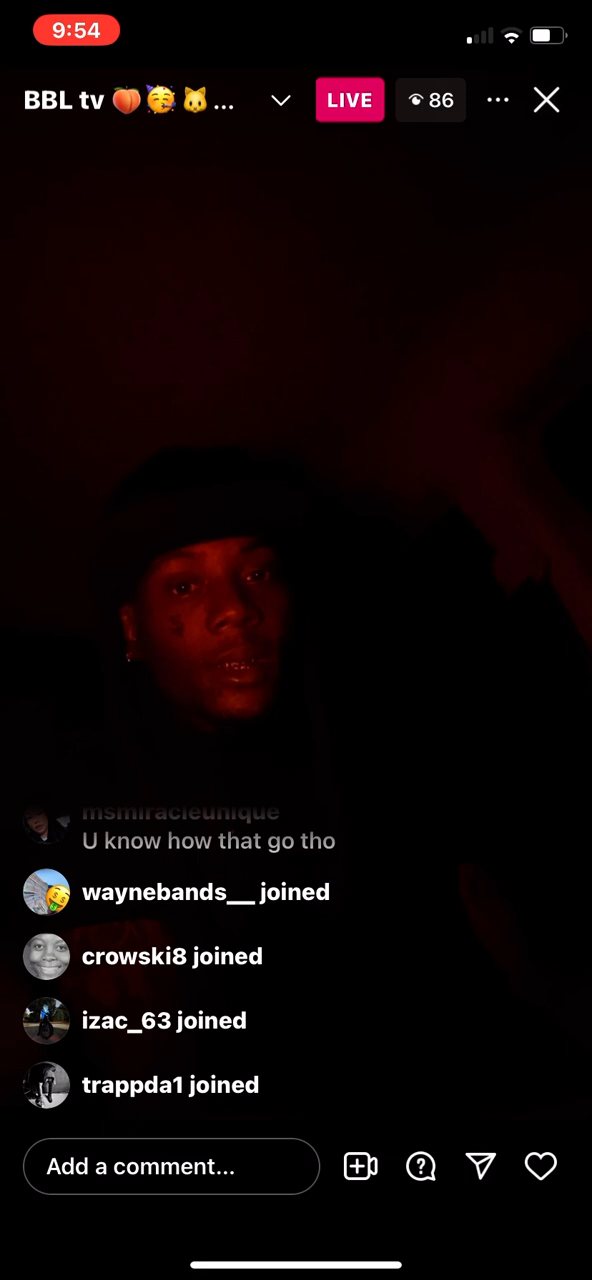 9:54
BBL tv 🍑🥳🐱...
LIVE
86
msmiracleunique
U know how that go tho
waynebands__ joined
crowski8 joined
izac_63 joined
trappda1 joined
Add a comment...